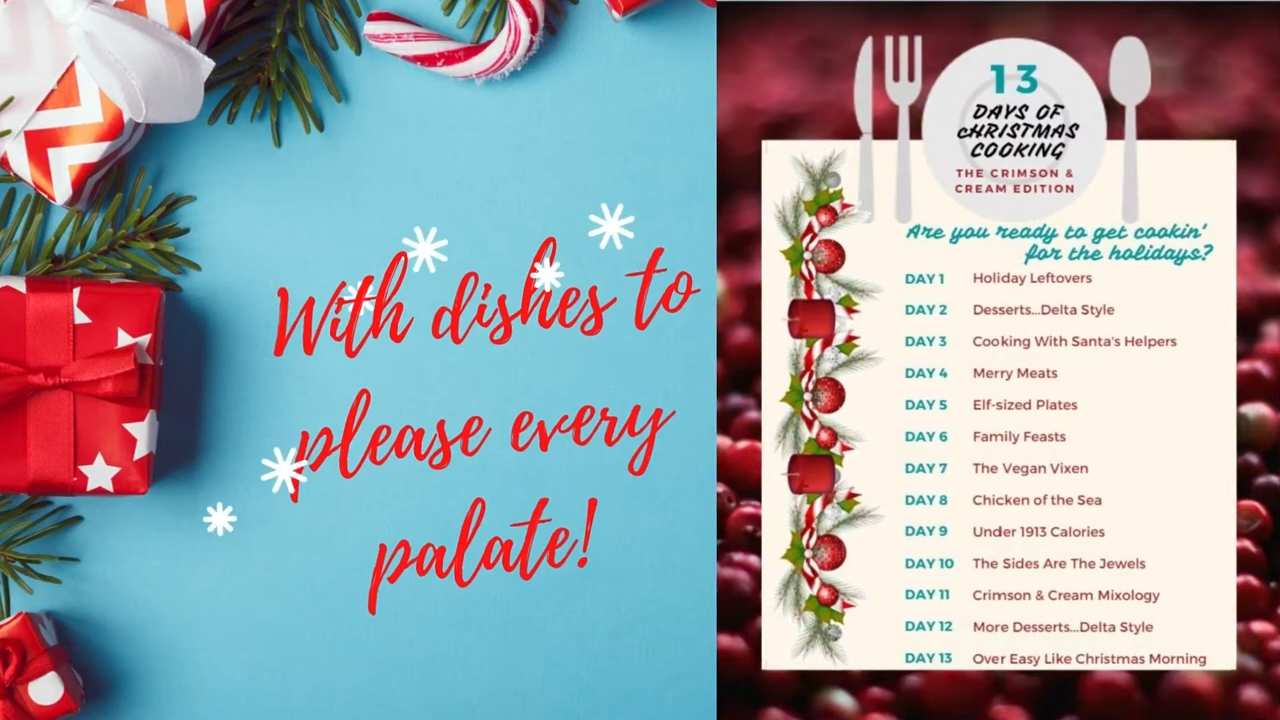 With dishes to
please every
palate!
13
DAYS OF
CHRISTMAS
COOKING
THE CRIMSON &
CREAM EDITION
Are you ready to get cookin'
for the holidays?
DAY 1 Holiday Leftovers
DAY 2 Desserts...Delta Style
DAY 3 Cooking With Santa's Helpers
DAY 4 Merry Meats
DAY 5 Elf-sized Plates
DAY 6 Family Feasts
DAY 7 The Vegan Vixen
DAY 8 Chicken of the Sea
DAY 9 Under 1913 Calories
DAY 10 The Sides Are The Jewels
DAY 11 Crimson & Cream Mixology
DAY 12 More Desserts...Delta Style
DAY 13 Over Easy Like Christmas Morning